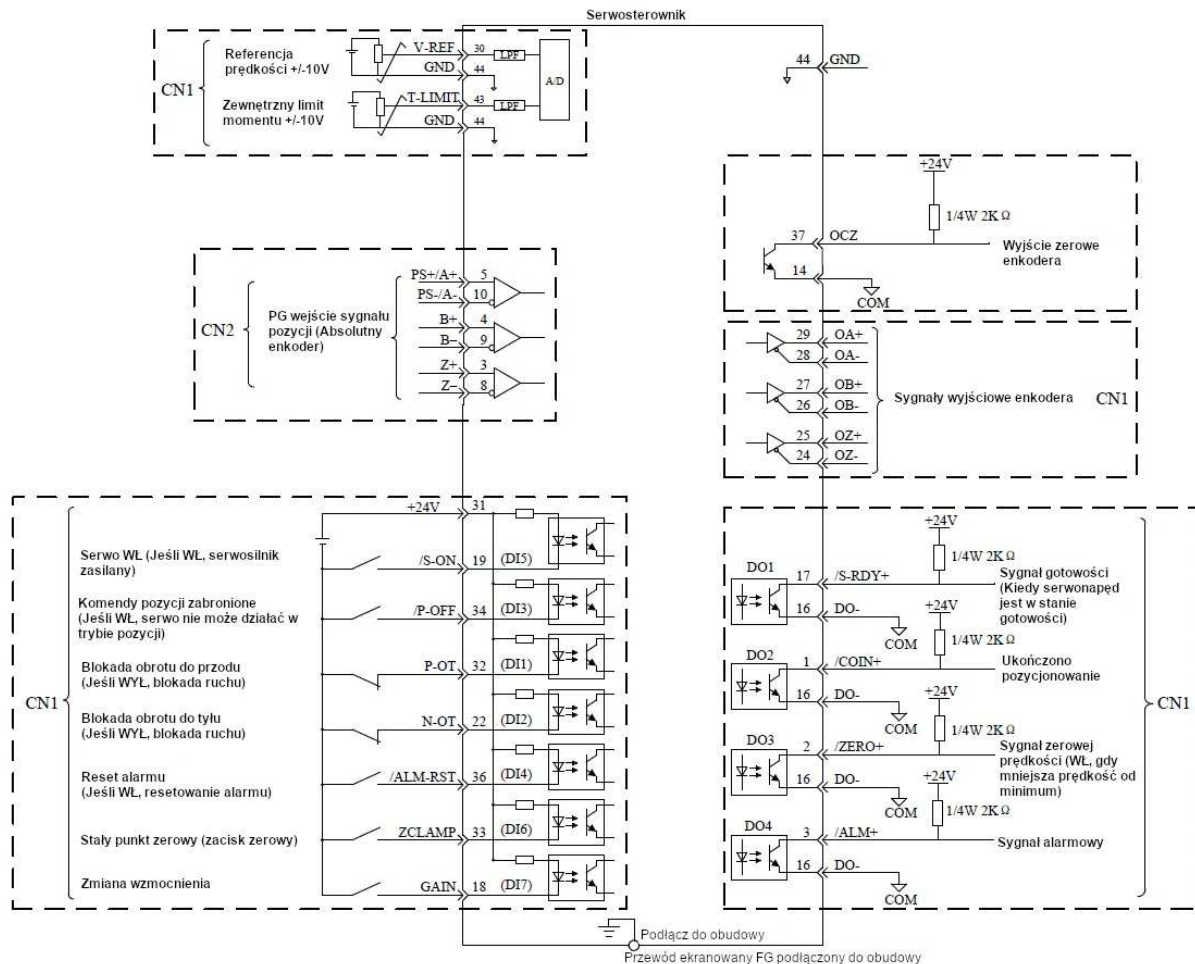 Serwosterownik
CN1
Referencja
prędkości +/-10V
V-REF 30 LPF
GND 44
A/D
Zewnętrzny limit
momentu +/-10V
T-LIMIT 43 LPF
GND 44
44 GND
+24V
1/4W 2K Ω
37 OCZ
Wyjście zerowe
enkodera
14
COM
CN2
PG wejście sygnału
pozycji (Absolutny
enkoder)
PS+/A+ 5
PS-/A- 10
B+ 4
B− 9
Z+ 3
Z− 8
29 OA+
28 OA-
27 OB+
26 OB-
25 OZ+
24 OZ-
Sygnały wyjściowe enkodera
CN1
CN1
+24V 31
Serwo WŁ (Jeśli WŁ, serwosilnik
zasilany)
/S-ON 19 (DI5)
Komendy pozycji zabronione
(Jeśli WŁ, serwo nie może działać w
trybie pozycji)
/P-OFF 34 (DI3)
Blokada obrotu do przodu
(Jeśli WYŁ, blokada ruchu)
P-OT 32 (DI1)
Blokada obrotu do tyłu
(Jeśli WYŁ, blokada ruchu)
N-OT 22 (DI2)
Reset alarmu
(Jeśli WŁ, resetowanie alarmu)
/ALM-RST 36 (DI4)
Stały punkt zerowy (zacisk zerowy)
ZCLAMP 33 (DI6)
Zmiana wzmocnienia
GAIN 18 (DI7)
+24V
1/4W 2K Ω
DO1
17 /S-RDY+
Sygnał gotowości
(Kiedy serwonapęd
jest w stanie
gotowości)
16 DO-
COM
+24V
1/4W 2K Ω
DO2
1 /COIN+
Ukończono
pozycjonowanie
16 DO-
COM
+24V
1/4W 2K Ω
DO3
2 /ZERO+
Sygnał zerowej
prędkości (WŁ, gdy
mniejsza prędkość od
minimum)
16 DO-
COM
+24V
1/4W 2K Ω
DO4
3 /ALM+
Sygnał alarmowy
16 DO-
COM
CN1
Podłącz do obudowy
Przewód ekranowany FG podłączony do obudowy